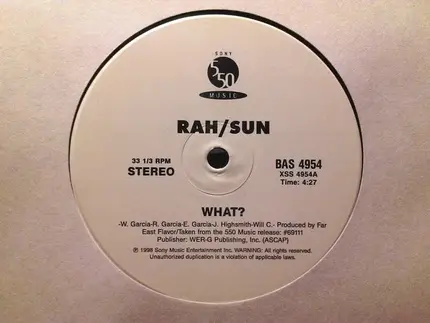 SONY
550
MUSIC
RAH/SUN
33 1/3 RPM
STEREO
BAS 4954
XSS 4954A
Time: 4:27
WHAT?
-W. Garcia-R. Garcia-E. Garcia-J. Highsmith-Will C.- Produced by Far
East Flavor/Taken from the 550 Music release: #69111
Publisher: WER-G Publishing, Inc. (ASCAP)
℗ 1998 Sony Music Entertainment Inc. WARNING: All rights reserved.
Unauthorized duplication is a violation of applicable laws.